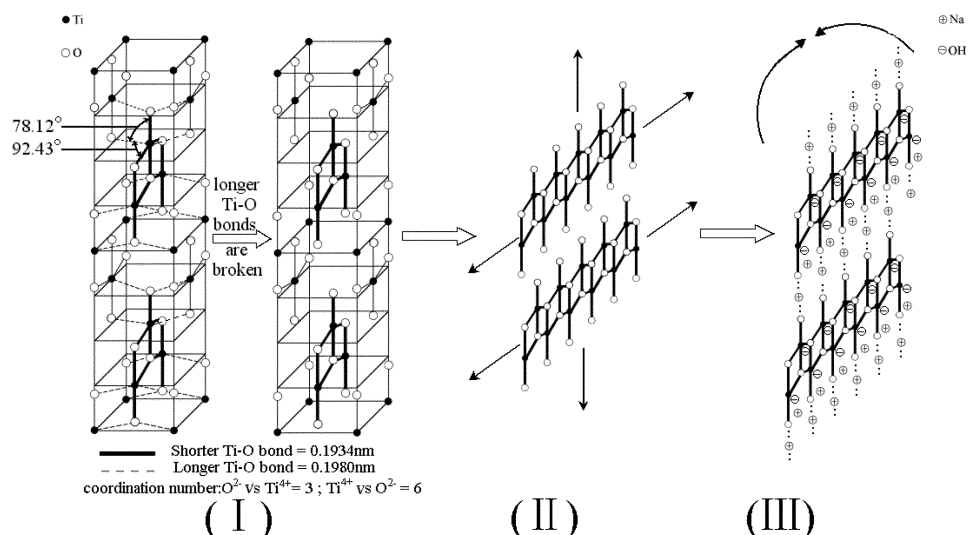 Ti
O
Na
OH
78.12°
92.43°
longer
Ti-O
bonds
are
broken
Shorter Ti-O bond = 0.1934nm
Longer Ti-O bond = 0.1980nm
coordination number:O²⁻ Vs Ti⁴⁺= 3 ; Ti⁴⁺ vs O²⁻ = 6
( I )
( II )
(III)